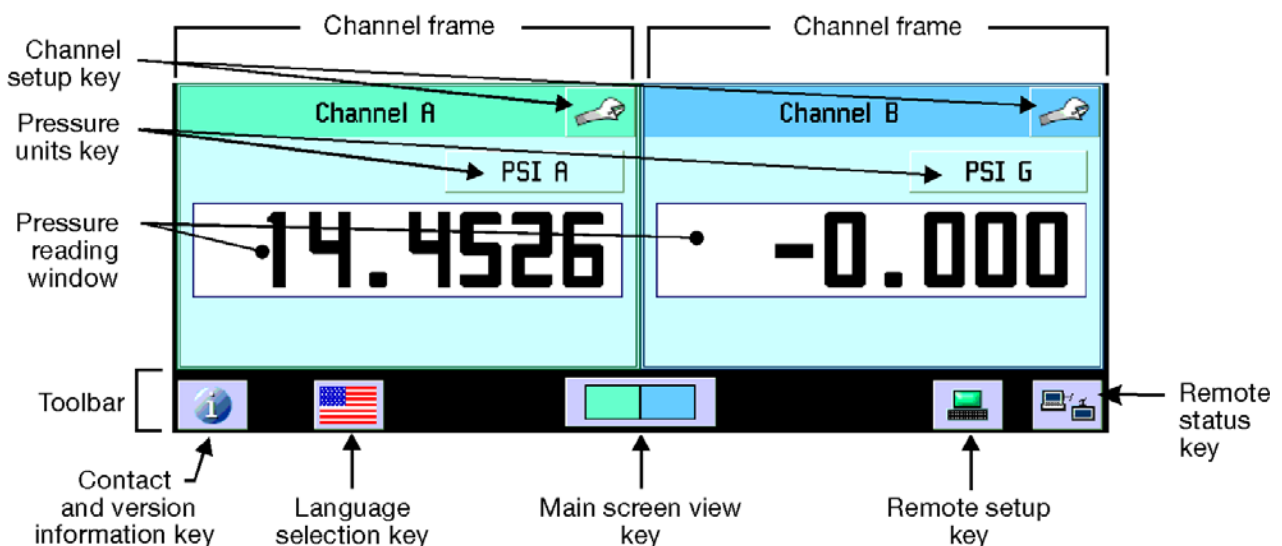 Channel frame
Channel frame
Channel
setup key
Channel A
Channel B
Pressure
units key
PSI A
PSI G
Pressure
reading
window
14.4526
-0.000
Toolbar
i
Remote
status
key
Contact
and version
information key
Language
selection key
Main screen view
key
Remote setup
key